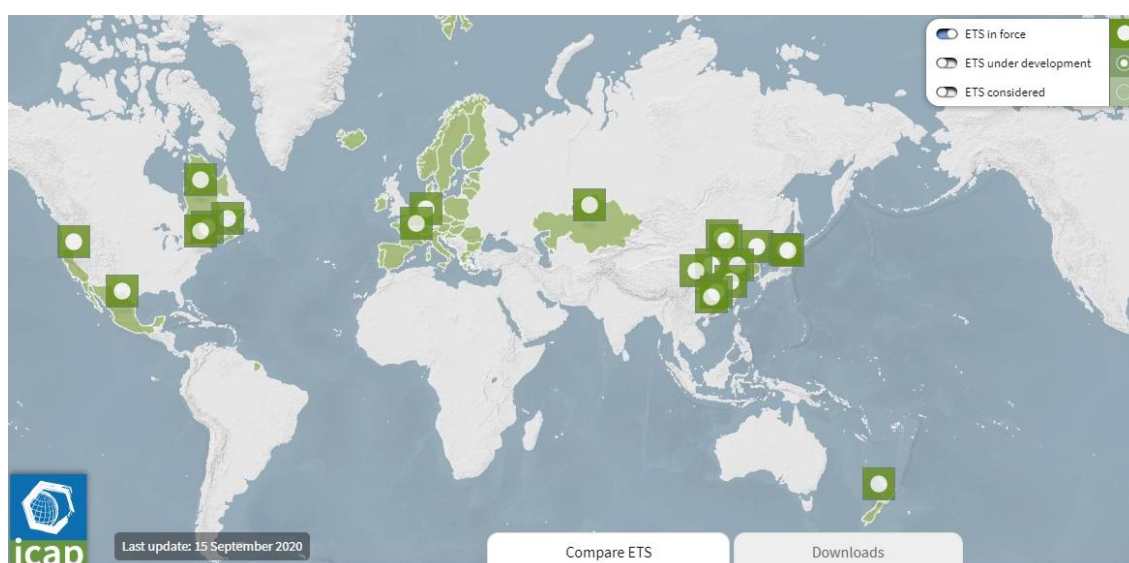 ETS in force
ETS under development
ETS considered
icap
Last update: 15 September 2020
Compare ETS
Downloads